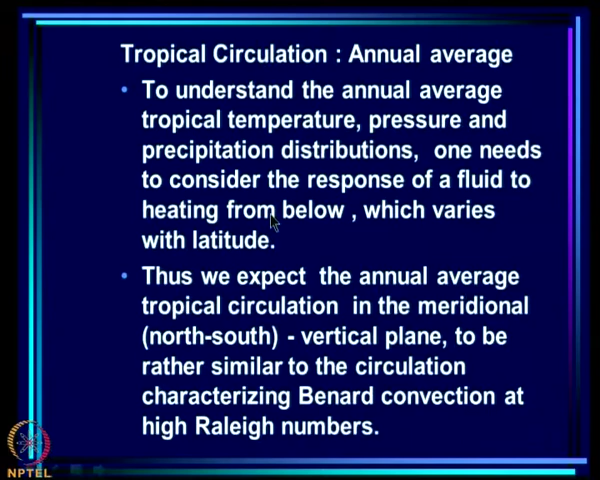 Tropical Circulation : Annual average
• To understand the annual average
tropical temperature, pressure and
precipitation distributions, one needs
to consider the response of a fluid to
heating from below , which varies
with latitude.
• Thus we expect the annual average
tropical circulation in the meridional
(north-south) - vertical plane, to be
rather similar to the circulation
characterizing Benard convection at
high Raleigh numbers.
NPTEL